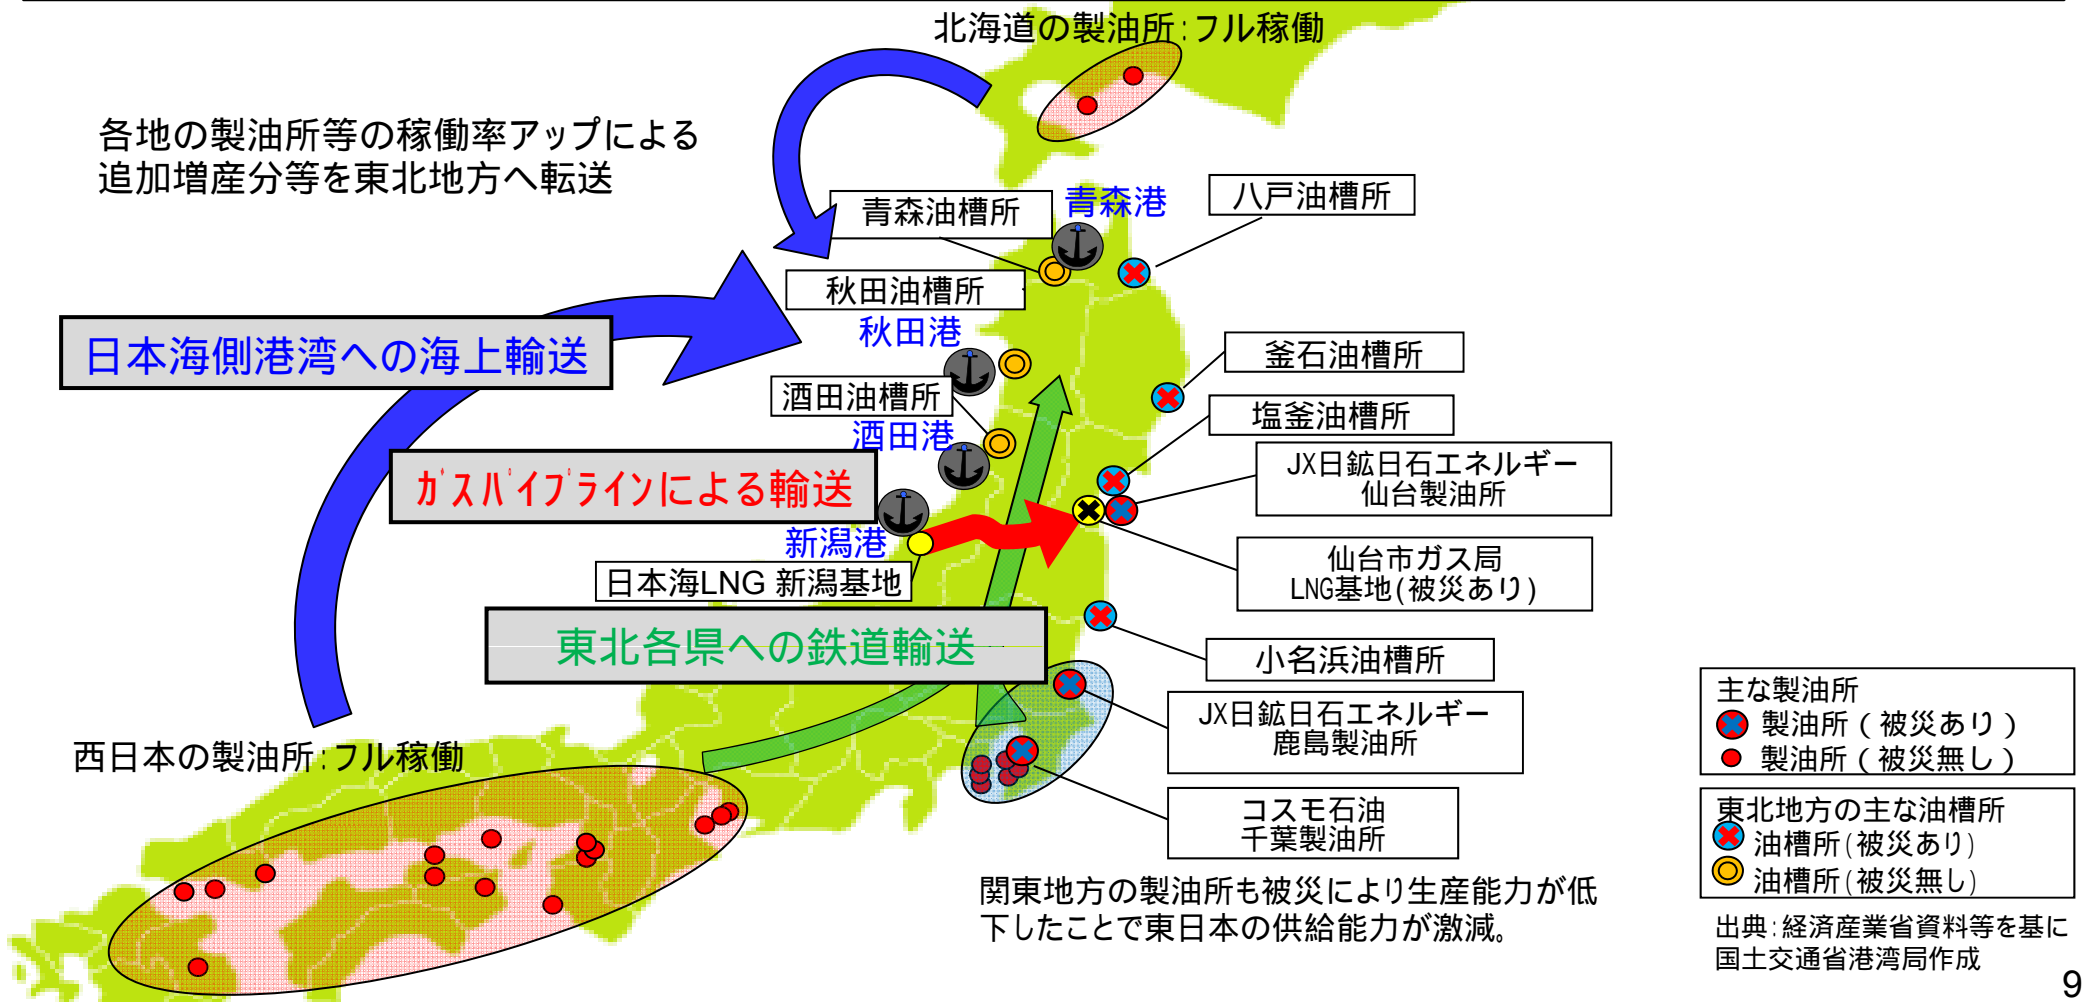 北海道の製油所：フル稼働
各地の製油所等の稼働率アップによる
追加増産分等を東北地方へ転送
青森油槽所
青森港
八戸油槽所
秋田油槽所
秋田港
日本海側港湾への海上輸送
釜石油槽所
酒田油槽所
塩釜油槽所
酒田港
JX日鉱日石エネルギー
仙台製油所
ｶﾞｽﾊﾟｲﾌﾟﾗｲﾝによる輸送
新潟港
仙台市ガス局
LNG基地(被災あり)
日本海LNG 新潟基地
東北各県への鉄道輸送
小名浜油槽所
JX日鉱日石エネルギー
鹿島製油所
西日本の製油所：フル稼働
コスモ石油
千葉製油所
関東地方の製油所も被災により生産能力が低
下したことで東日本の供給能力が激減。
主な製油所
製油所（被災あり）
製油所（被災無し）
東北地方の主な油槽所
油槽所(被災あり)
油槽所(被災無し)
出典：経済産業省資料等を基に
国土交通省港湾局作成
9